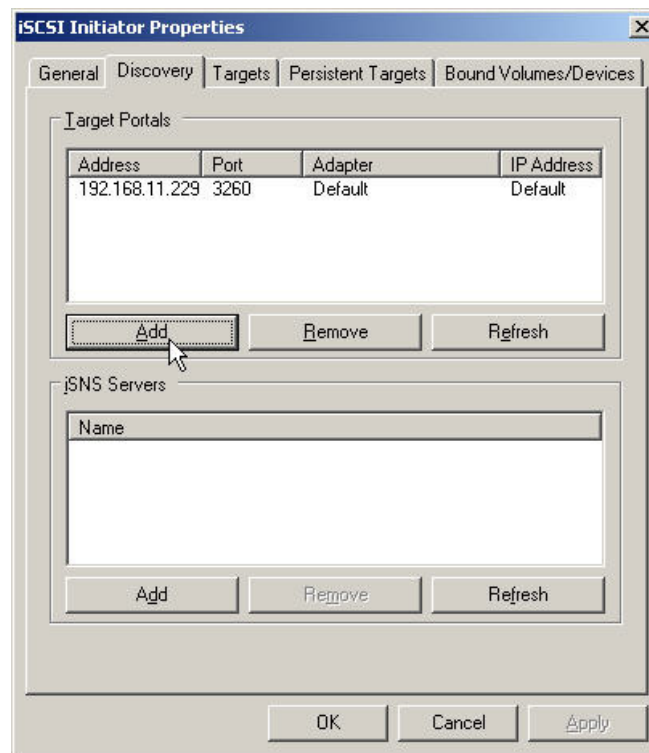 iSCSI Initiator Properties
General Discovery Targets Persistent Targets Bound Volumes/Devices
Target Portals
Address Port Adapter IP Address
192.168.11.229 3260 Default Default
Add Remove Refresh
iSNS Servers
Name
Add Remove Refresh
OK Cancel Apply